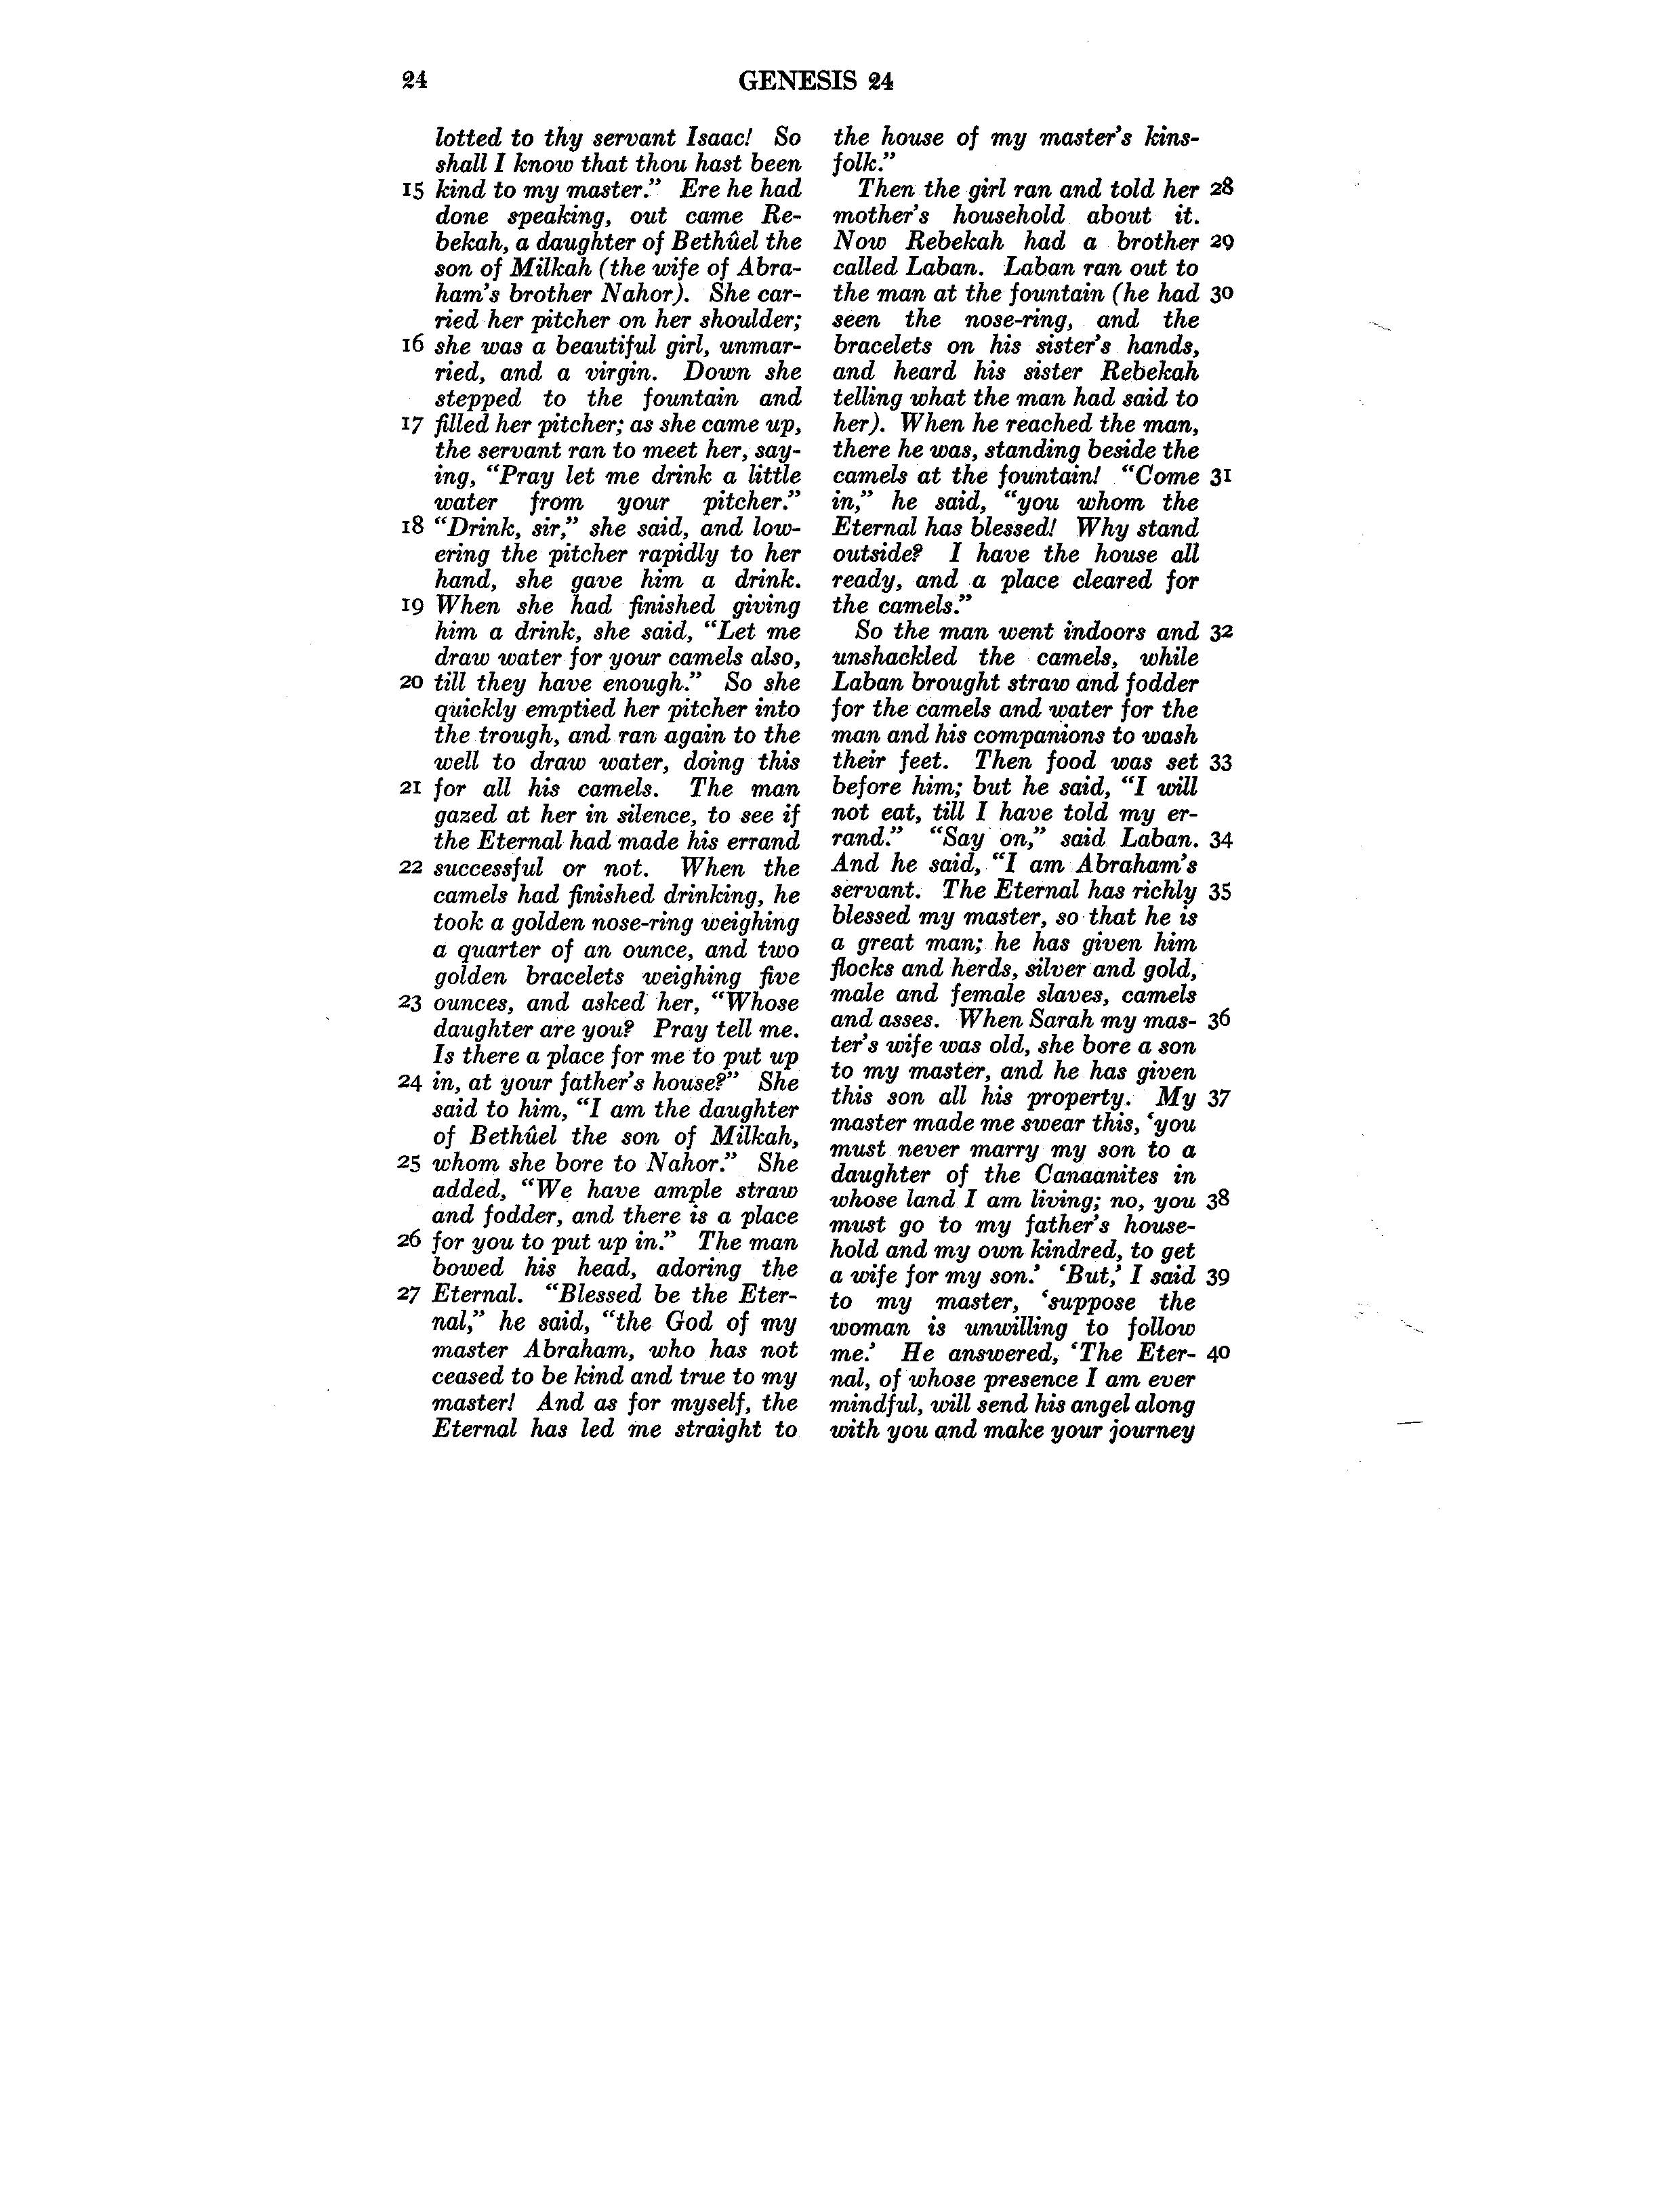 24
GENESIS 24
lotted to thy servant Isaac! So
shall I know that thou hast been
15 kind to my master.” Ere he had
done speaking, out came Re-
bekah, a daughter of Bethûel the
son of Milkah (the wife of Abra-
ham's brother Nahor). She car-
ried her pitcher on her shoulder;
16 she was a beautiful girl, unmar-
ried, and a virgin. Down she
stepped to the fountain and
17 filled her pitcher; as she came up,
the servant ran to meet her, say-
ing, “Pray let me drink a little
water from your pitcher.”
18 “Drink, sir,” she said, and low-
ering the pitcher rapidly to her
hand, she gave him a drink.
19 When she had finished giving
him a drink, she said, “Let me
draw water for your camels also,
20 till they have enough.” So she
quickly emptied her pitcher into
the trough, and ran again to the
well to draw water, doing this
21 for all his camels. The man
gazed at her in silence, to see if
the Eternal had made his errand
22 successful or not. When the
camels had finished drinking, he
took a golden nose-ring weighing
a quarter of an ounce, and two
golden bracelets weighing five
23 ounces, and asked her, “Whose
daughter are you? Pray tell me.
Is there a place for me to put up
24 in, at your father's house?” She
said to him, “I am the daughter
of Bethûel the son of Milkah,
25 whom she bore to Nahor.” She
added, “We have ample straw
and fodder, and there is a place
26 for you to put up in.” The man
bowed his head, adoring the
27 Eternal. “Blessed be the Eter-
nal,” he said, “the God of my
master Abraham, who has not
ceased to be kind and true to my
master! And as for myself, the
Eternal has led me straight to
the house of my master's kins-
folk.”
Then the girl ran and told her 28
mother's household about it.
Now Rebekah had a brother 29
called Laban. Laban ran out to
the man at the fountain (he had 30
seen the nose-ring, and the
bracelets on his sister's hands,
and heard his sister Rebekah
telling what the man had said to
her). When he reached the man,
there he was, standing beside the
camels at the fountain! “Come 31
in,” he said, “you whom the
Eternal has blessed! Why stand
outside? I have the house all
ready, and a place cleared for
the camels.”
So the man went indoors and 32
unshackled the camels, while
Laban brought straw and fodder
for the camels and water for the
man and his companions to wash
their feet. Then food was set 33
before him; but he said, “I will
not eat, till I have told my er-
rand.” “Say on,” said Laban. 34
And he said, “I am Abraham's
servant. The Eternal has richly 35
blessed my master, so that he is
a great man; he has given him
flocks and herds, silver and gold,
male and female slaves, camels
and asses. When Sarah my mas- 36
ter's wife was old, she bore a son
to my master, and he has given
this son all his property. My 37
master made me swear this, ‘you
must never marry my son to a
daughter of the Canaanites in
whose land I am living; no, you 38
must go to my father's house-
hold and my own kindred, to get
a wife for my son.’ ‘But,’ I said 39
to my master, ‘suppose the
woman is unwilling to follow
me.’ He answered, ‘The Eter- 40
nal, of whose presence I am ever
mindful, will send his angel along
with you and make your journey